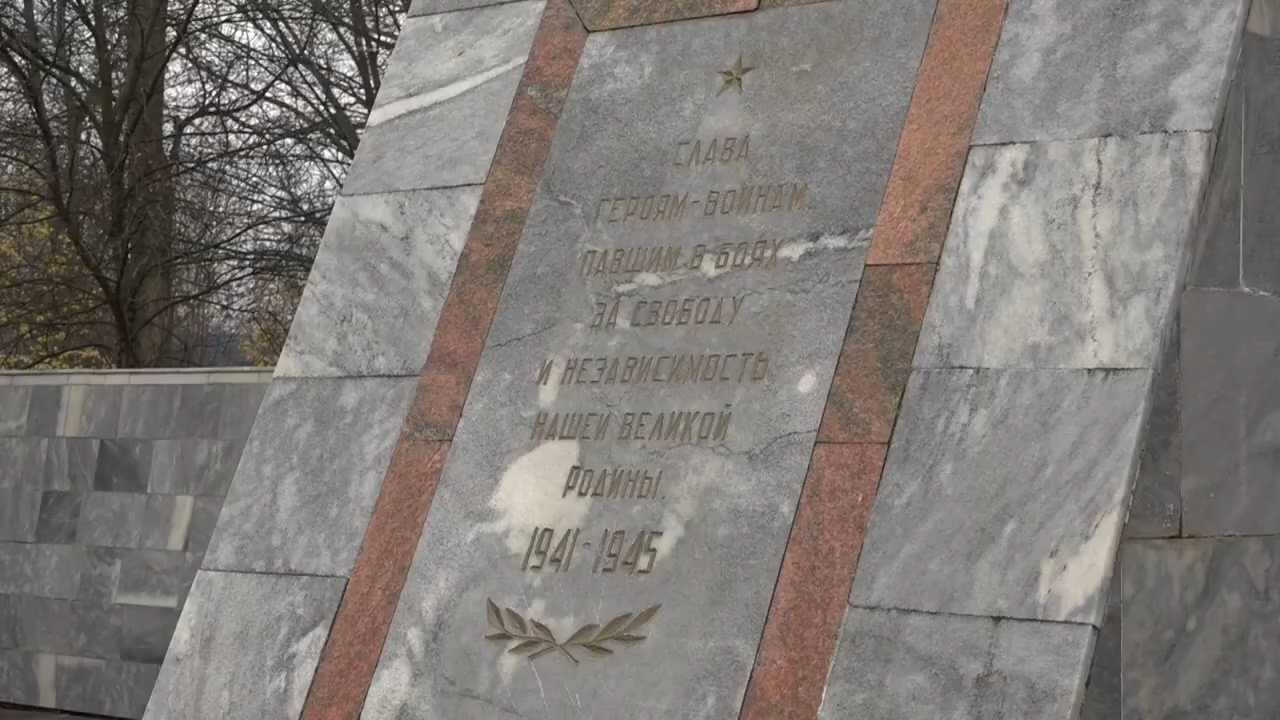 СЛАВА
ГЕРОЯМ-ВОИНАМ,
ПАВШИМ В БОЯХ
ЗА СВОБОДУ
И НЕЗАВИСИМОСТЬ
НАШЕЙ ВЕЛИКОЙ
РОДИНЫ.
1941-1945